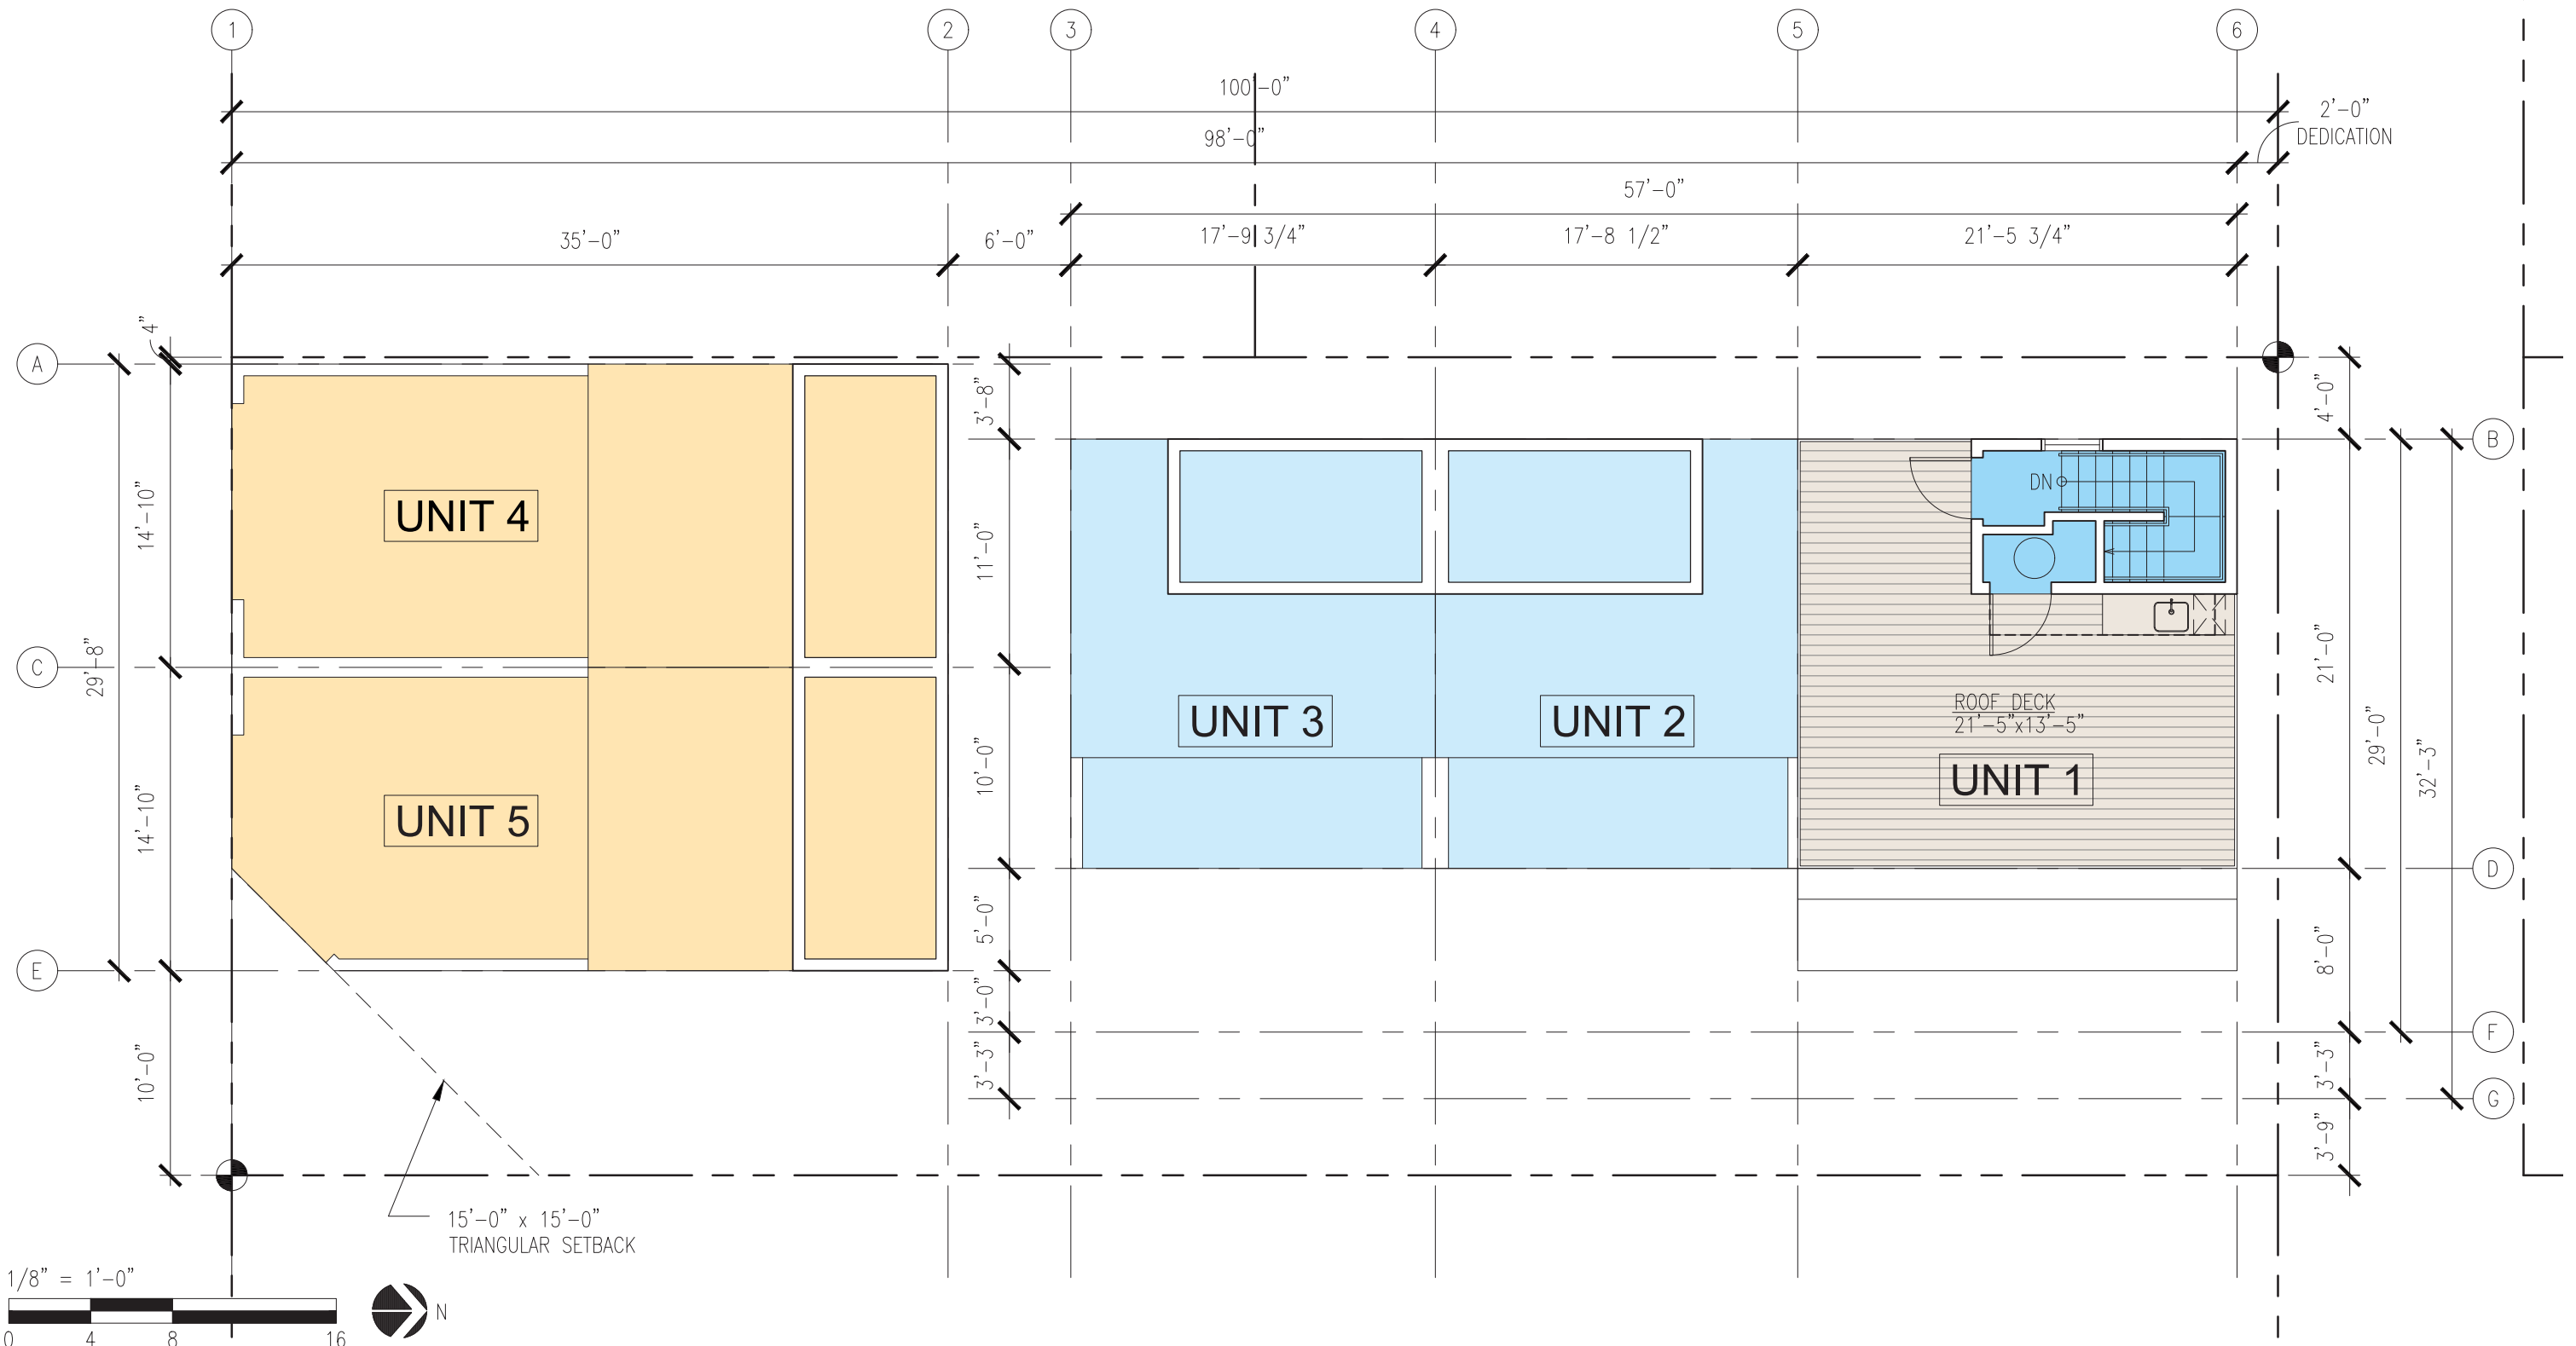 1
2
3
4
5
6
100'-0"
2'-0"
DEDICATION
98'-0"
57'-0"
35'-0"
6'-0"
17'-9 3/4"
17'-8 1/2"
21'-5 3/4"
4"
A
3'-8"
4'-0"
B
14'-10"
UNIT 4
11'-0"
DN
C
29'-8"
21'-0"
UNIT 3
UNIT 2
ROOF DECK
21'-5"x13'-5"
UNIT 1
29'-0"
32'-3"
14'-10"
UNIT 5
10'-0"
D
5'-0"
8'-0"
E
3'-0"
F
10'-0"
3'-3"
3'-3"
G
3'-9"
15'-0" x 15'-0"
TRIANGULAR SETBACK
1/8" = 1'-0"
N
0 4 8 16